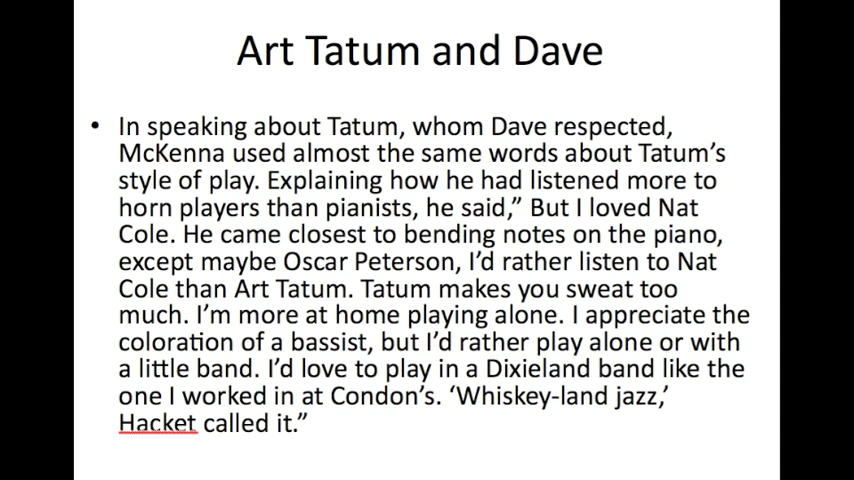 Art Tatum and Dave
• In speaking about Tatum, whom Dave respected,
McKenna used almost the same words about Tatum’s
style of play. Explaining how he had listened more to
horn players than pianists, he said,” But I loved Nat
Cole. He came closest to bending notes on the piano,
except maybe Oscar Peterson, I’d rather listen to Nat
Cole than Art Tatum. Tatum makes you sweat too
much. I’m more at home playing alone. I appreciate the
coloration of a bassist, but I’d rather play alone or with
a little band. I’d love to play in a Dixieland band like the
one I worked in at Condon’s. ‘Whiskey-land jazz,’
Hacket called it.”